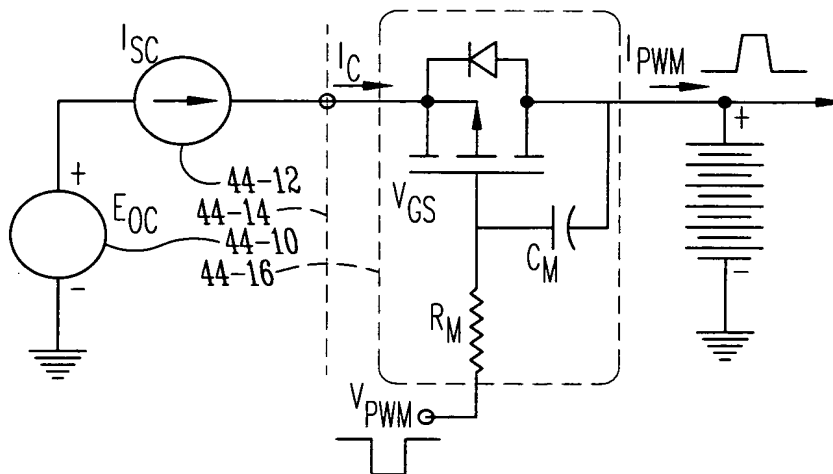 I_SC
I_C
I_PWM
+
E_OC
-
44-12
44-14
44-10
44-16
V_GS
C_M
R_M
V_PWM
+
-